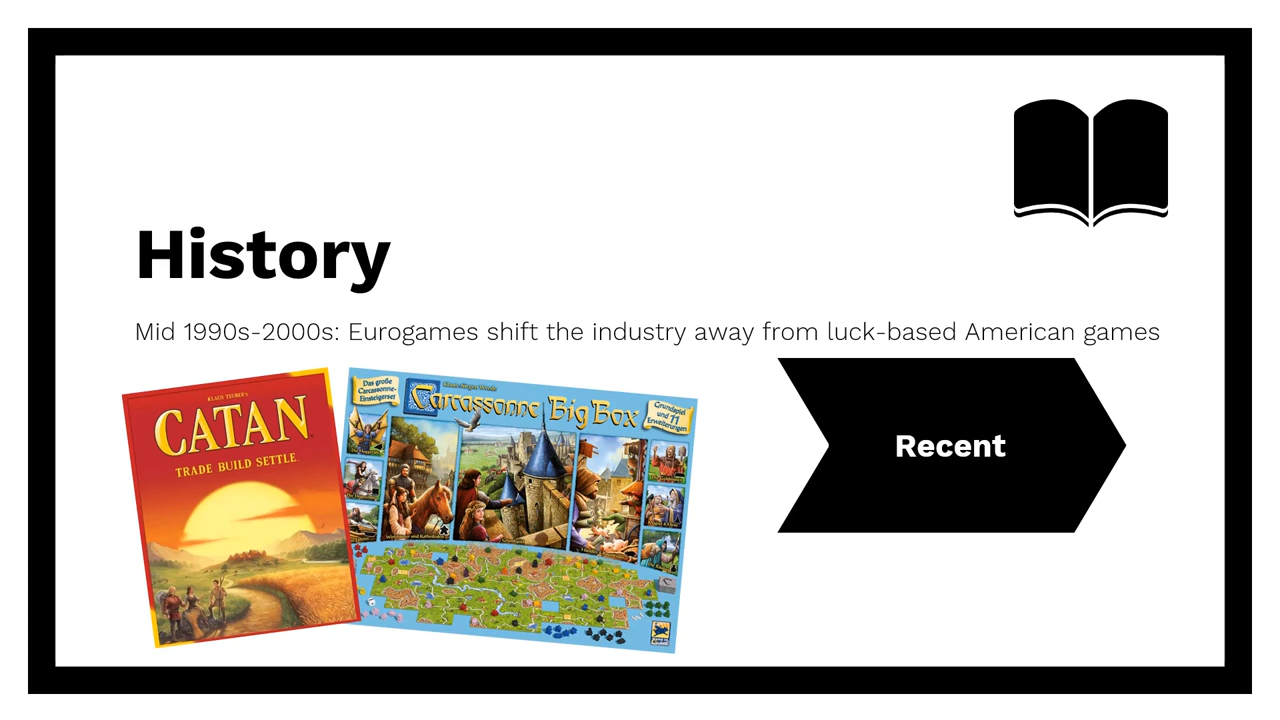 History
Mid 1990s-2000s: Eurogames shift the industry away from luck-based American games
KLAUS TEUBER'S
CATAN
TRADE BUILD SETTLE
Das große
Carcassonne-
Einsteigerset
Carcassonne Big Box
Grundspiel
und 11
Erweiterungen
Recent